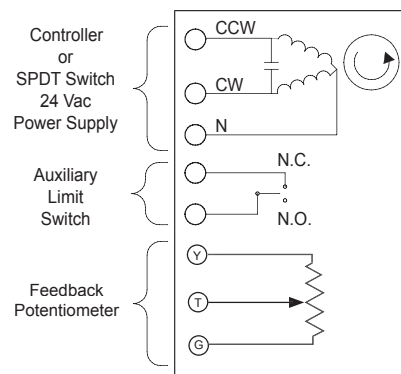 Controller
or
SPDT Switch
24 Vac
Power Supply
CCW
CW
N
Auxiliary
Limit
Switch
N.C.
N.O.
Feedback
Potentiometer
Y
T
G